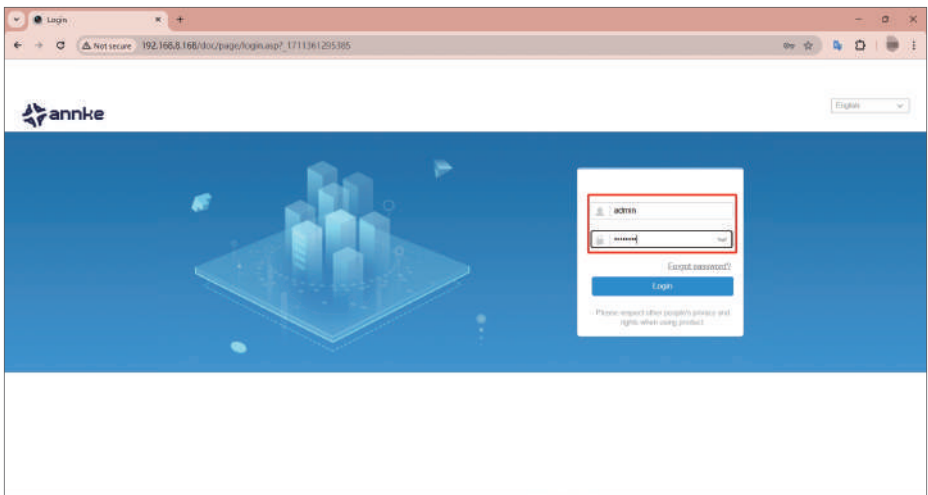 Login
Not secure 192.168.8.168/doc/page/login.asp?_1711361295385
annke
English
admin
Forgot password?
Login
Please respect other people's privacy and
rights when using product